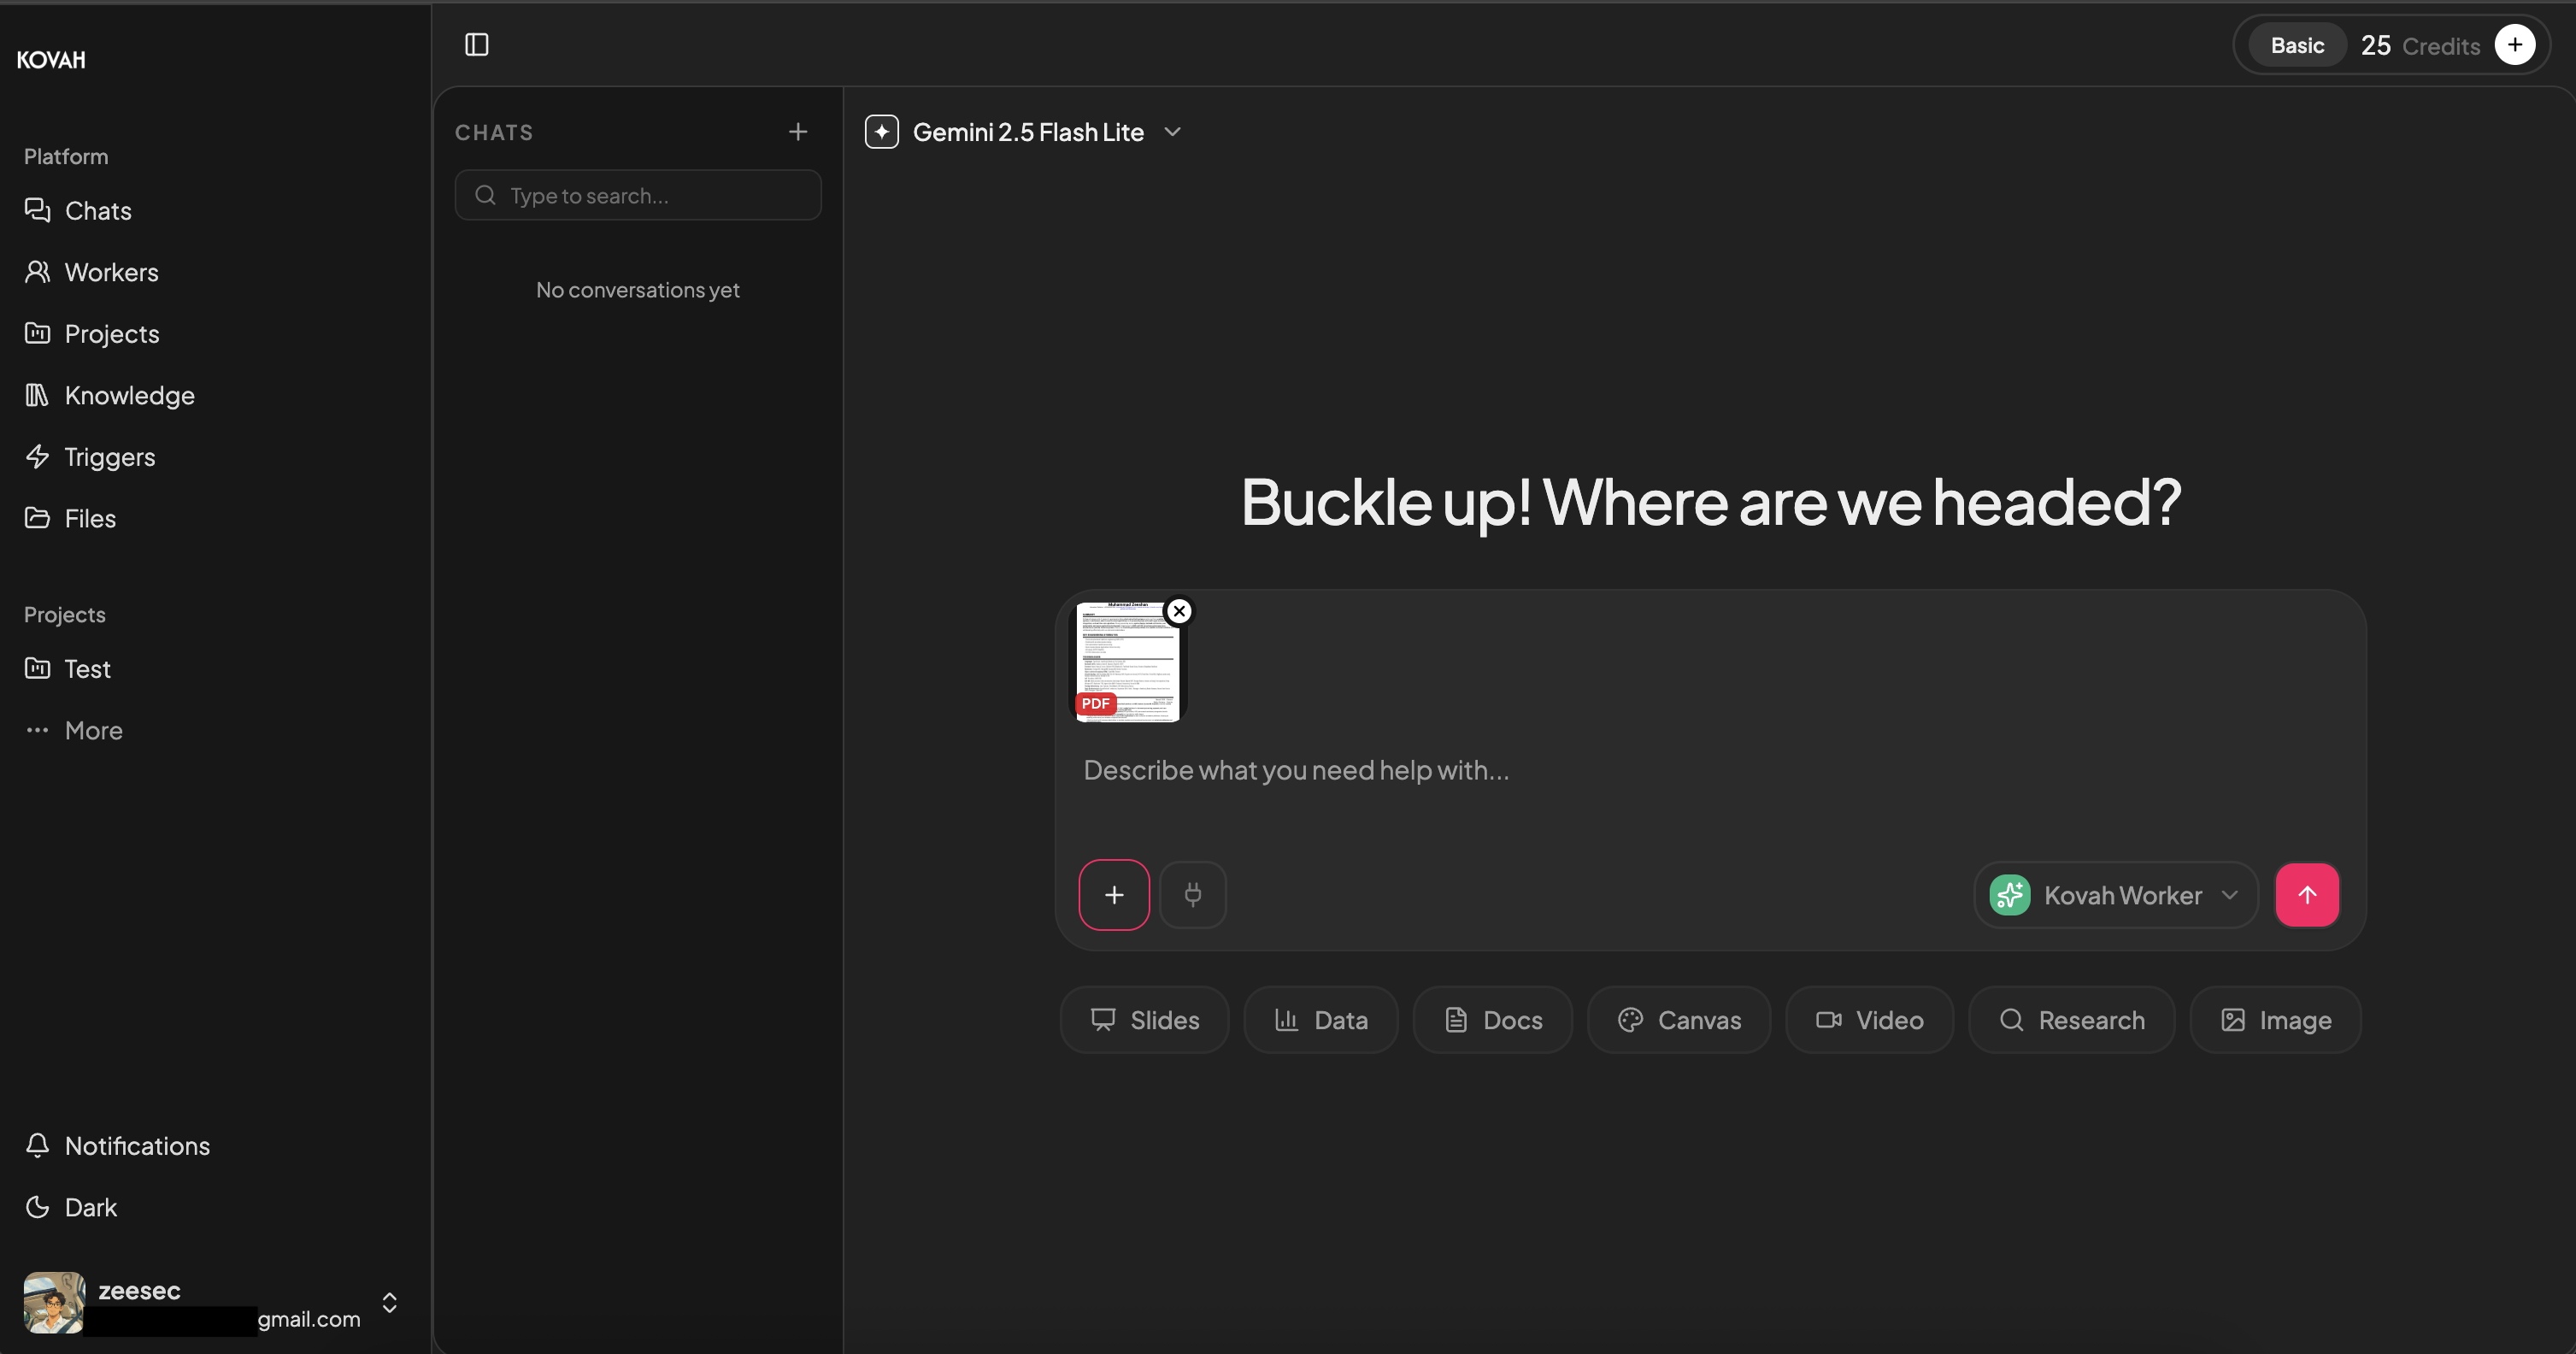 KOVAH
Basic
25 Credits
Platform
Chats
Workers
Projects
Knowledge
Triggers
Files
Projects
Test
More
Notifications
Dark
zeesec
gmail.com
CHATS
Type to search...
No conversations yet
Gemini 2.5 Flash Lite
Buckle up! Where are we headed?
Muhammad Zeeshan
PDF
Describe what you need help with...
Kovah Worker
Slides
Data
Docs
Canvas
Video
Research
Image